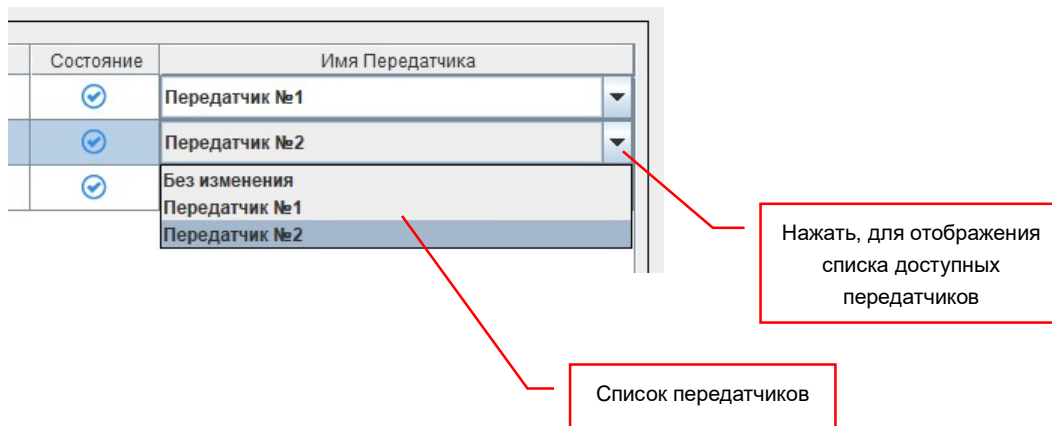 Состояние Имя Передатчика
Передатчик №1
Передатчик №2
Без изменения
Передатчик №1
Передатчик №2
Нажать, для отображения
списка доступных
передатчиков
Список передатчиков